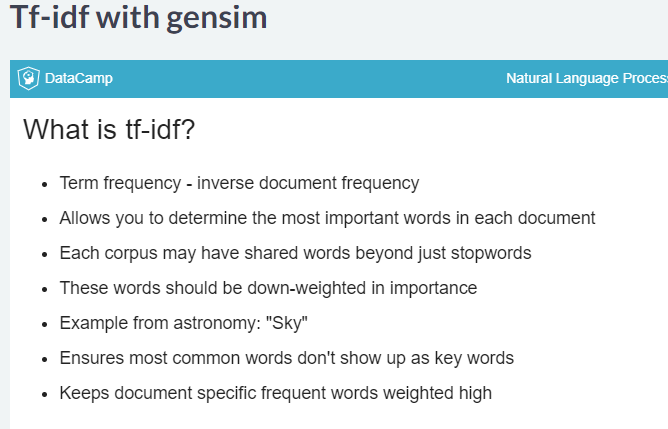 Tf-idf with gensim
DataCamp
Natural Language
What is tf-idf?
Term frequency - inverse document frequency
Allows you to determine the most important words in each document
Each corpus may have shared words beyond just stopwords
These words should be down-weighted in importance
Example from astronomy: "Sky"
Ensures most common words don't show up as key words
Keeps document specific frequent words weighted high